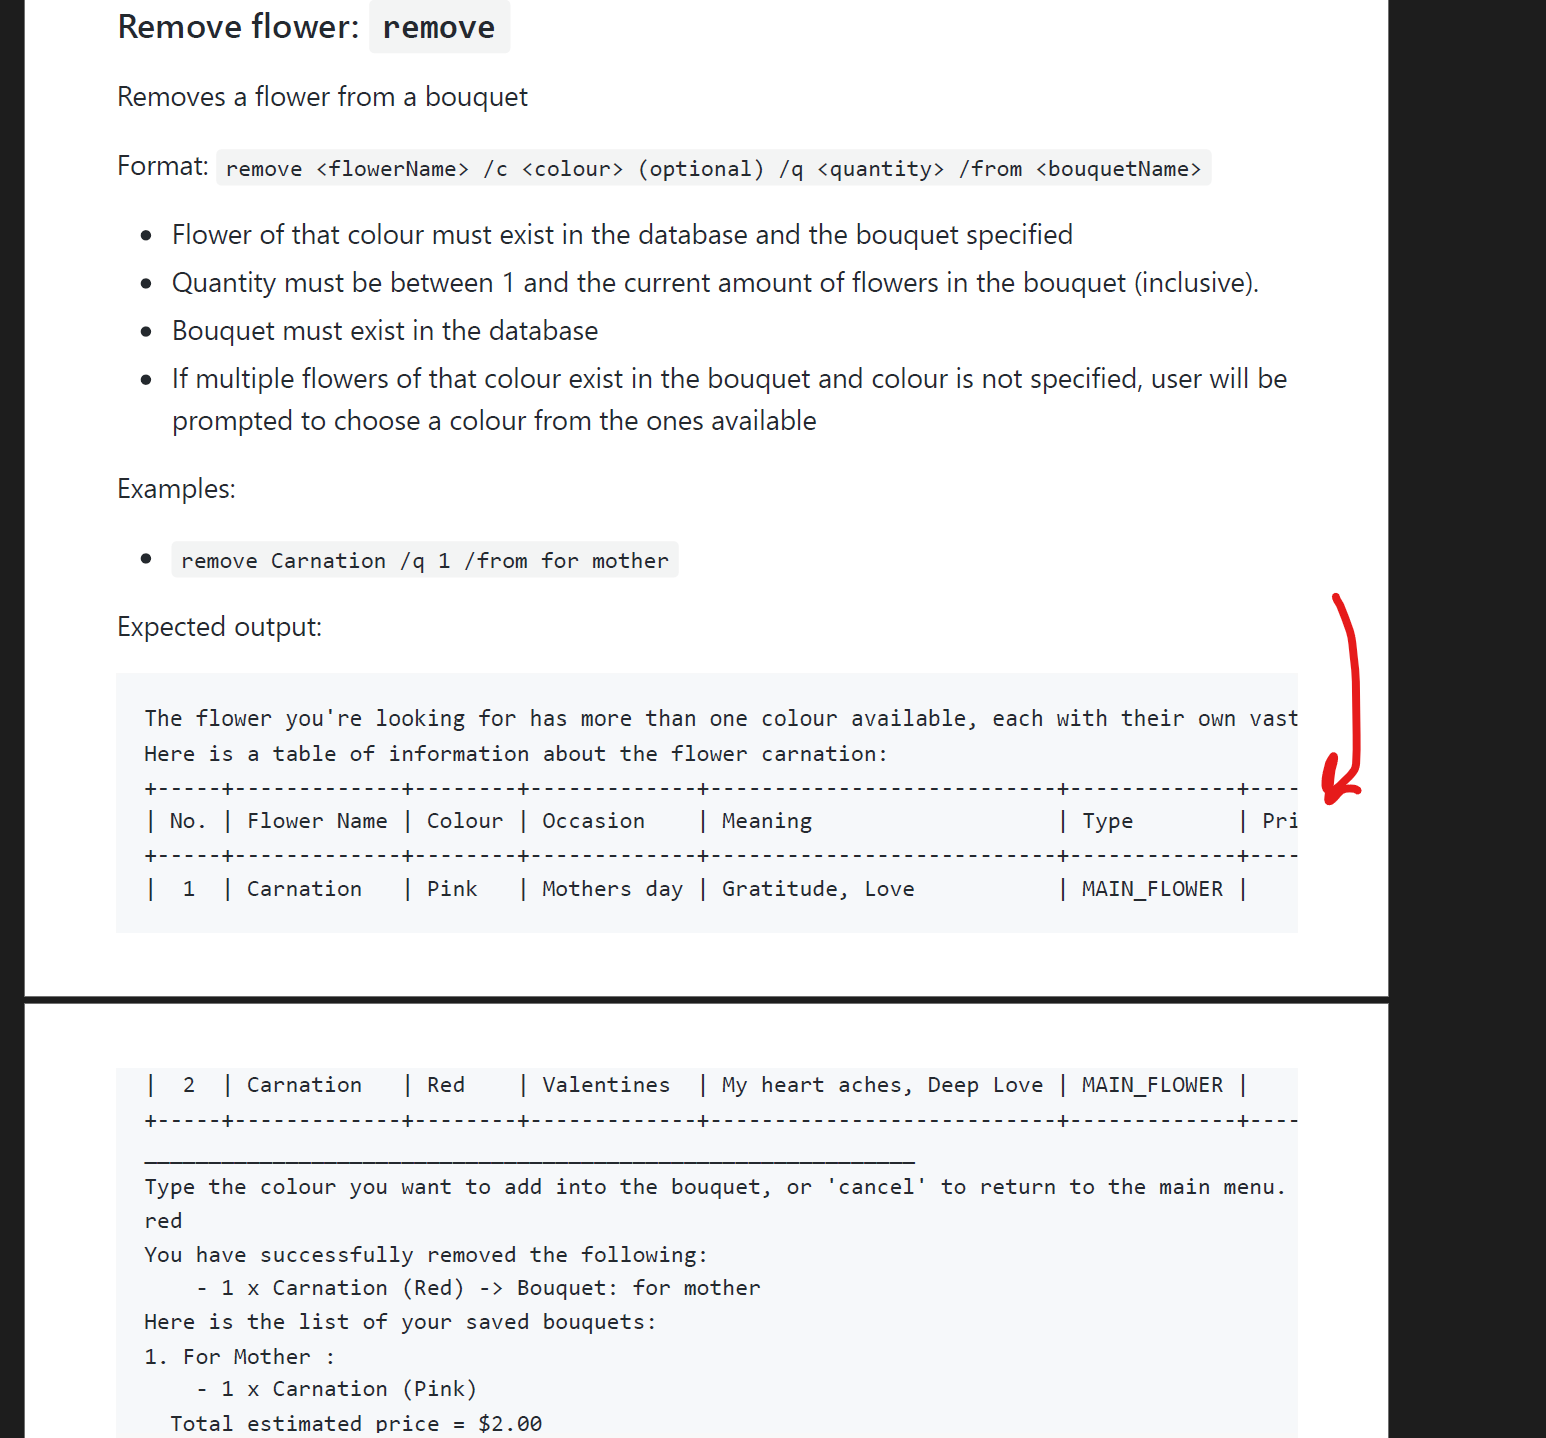 Remove flower: remove
Removes a flower from a bouquet
Format: remove <flowerName> /c <colour> (optional) /q <quantity> /from <bouquetName>
• Flower of that colour must exist in the database and the bouquet specified
• Quantity must be between 1 and the current amount of flowers in the bouquet (inclusive).
• Bouquet must exist in the database
• If multiple flowers of that colour exist in the bouquet and colour is not specified, user will be
prompted to choose a colour from the ones available
Examples:
• remove Carnation /q 1 /from for mother
Expected output:
The flower you're looking for has more than one colour available, each with their own vast
Here is a table of information about the flower carnation:
+-----+-------------+--------+-------------+---------------------------+-------------+----
| No. | Flower Name | Colour | Occasion    | Meaning                   | Type        | Pri
+-----+-------------+--------+-------------+---------------------------+-------------+----
|  1  | Carnation   | Pink   | Mothers day | Gratitude, Love           | MAIN_FLOWER |
|  2  | Carnation   | Red    | Valentines  | My heart aches, Deep Love | MAIN_FLOWER |
+-----+-------------+--------+-------------+---------------------------+-------------+----
____________________________________________________________
Type the colour you want to add into the bouquet, or 'cancel' to return to the main menu.
red
You have successfully removed the following:
    - 1 x Carnation (Red) -> Bouquet: for mother
Here is the list of your saved bouquets:
1. For Mother :
    - 1 x Carnation (Pink)
  Total estimated price = $2.00